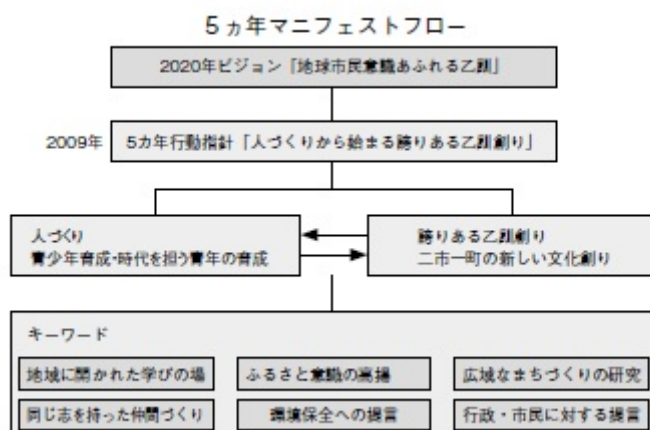 5ヵ年マニフェストフロー
2020年ビジョン「地球市民意識あふれる乙訓」
2009年
5カ年行動指針「人づくりから始まる誇りある乙訓創り」
人づくり
青少年育成・時代を担う青年の育成
誇りある乙訓創り
二市一町の新しい文化創り
キーワード
地域に開かれた学びの場
ふるさと意識の高揚
広域なまちづくりの研究
同じ志を持った仲間づくり
環境保全への提言
行政・市民に対する提言